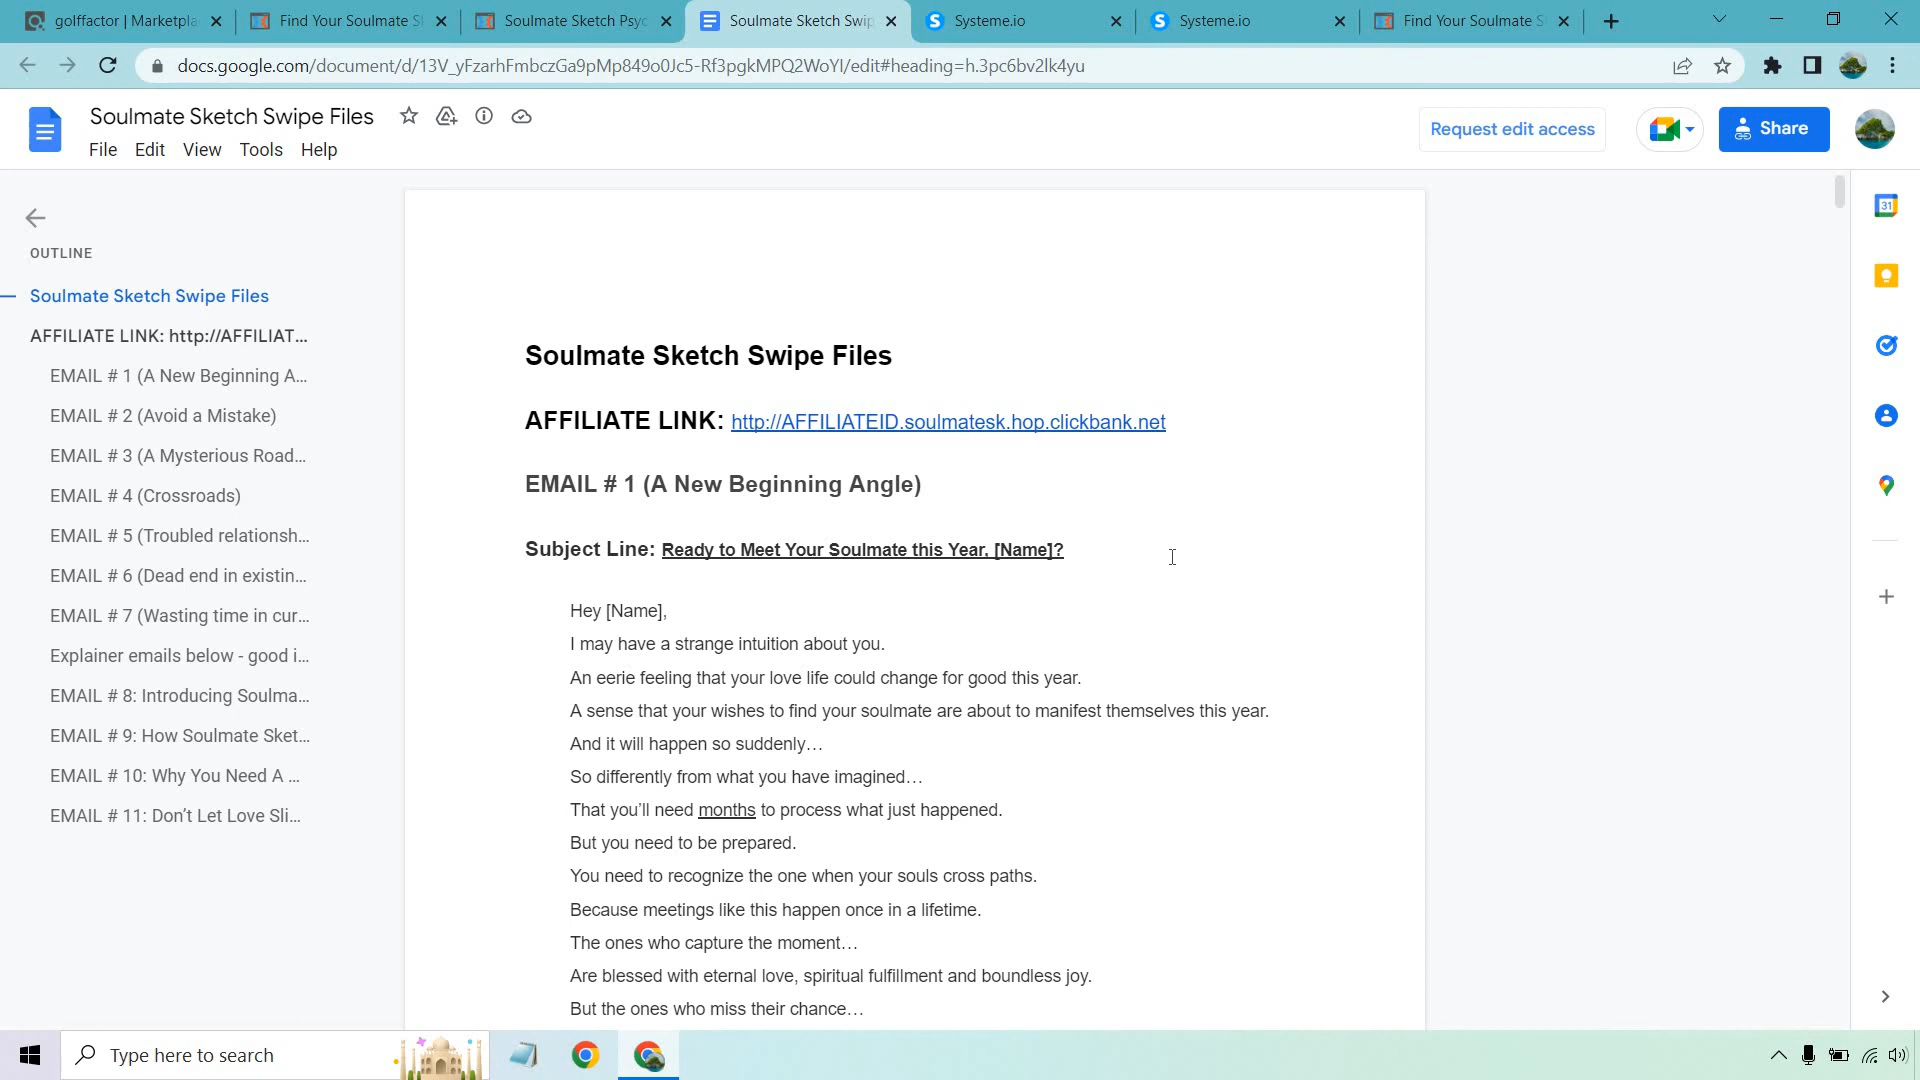 golffactor | Marketpla
Find Your Soulmate S
Soulmate Sketch Psyc
Soulmate Sketch Swip
Systeme.io
Systeme.io
Find Your Soulmate S
docs.google.com/document/d/13V_yFzarhFmbczGa9pMp849o0Jc5-Rf3pgkMPQ2WoYI/edit#heading=h.3pc6bv2lk4yu
Soulmate Sketch Swipe Files
File Edit View Tools Help
Request edit access
Share
OUTLINE
Soulmate Sketch Swipe Files
AFFILIATE LINK: http://AFFILIAT...
EMAIL # 1 (A New Beginning A...
EMAIL # 2 (Avoid a Mistake)
EMAIL # 3 (A Mysterious Road...
EMAIL # 4 (Crossroads)
EMAIL # 5 (Troubled relationsh...
EMAIL # 6 (Dead end in existin...
EMAIL # 7 (Wasting time in cur...
Explainer emails below - good i...
EMAIL # 8: Introducing Soulma...
EMAIL # 9: How Soulmate Sket...
EMAIL # 10: Why You Need A ...
EMAIL # 11: Don’t Let Love Sli...
Soulmate Sketch Swipe Files
AFFILIATE LINK: http://AFFILIATEID.soulmatesk.hop.clickbank.net
EMAIL # 1 (A New Beginning Angle)
Subject Line: Ready to Meet Your Soulmate this Year, [Name]?
Hey [Name],
I may have a strange intuition about you.
An eerie feeling that your love life could change for good this year.
A sense that your wishes to find your soulmate are about to manifest themselves this year.
And it will happen so suddenly…
So differently from what you have imagined…
That you’ll need months to process what just happened.
But you need to be prepared.
You need to recognize the one when your souls cross paths.
Because meetings like this happen once in a lifetime.
The ones who capture the moment…
Are blessed with eternal love, spiritual fulfillment and boundless joy.
But the ones who miss their chance…
31
Type here to search